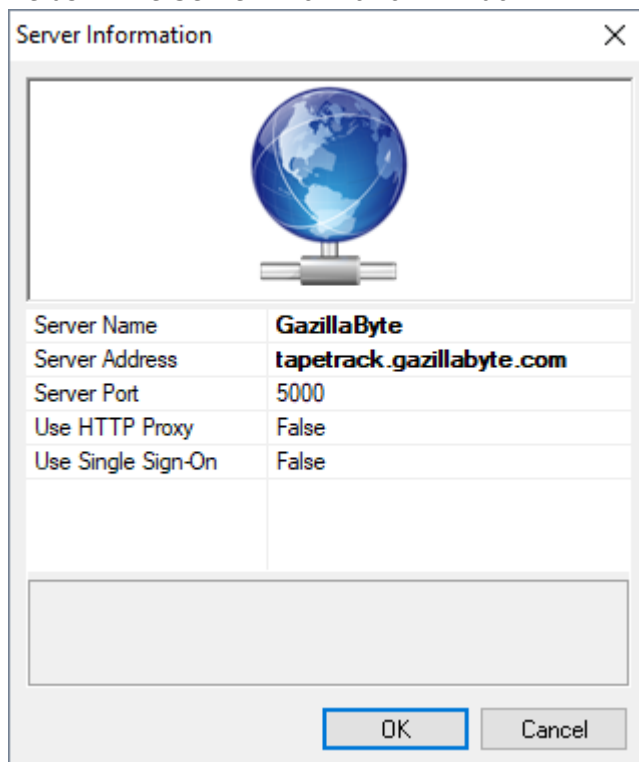 Server Information
Server Name GazillaByte
Server Address tapetrack.gazillabyte.com
Server Port 5000
Use HTTP Proxy False
Use Single Sign-On False
OK Cancel